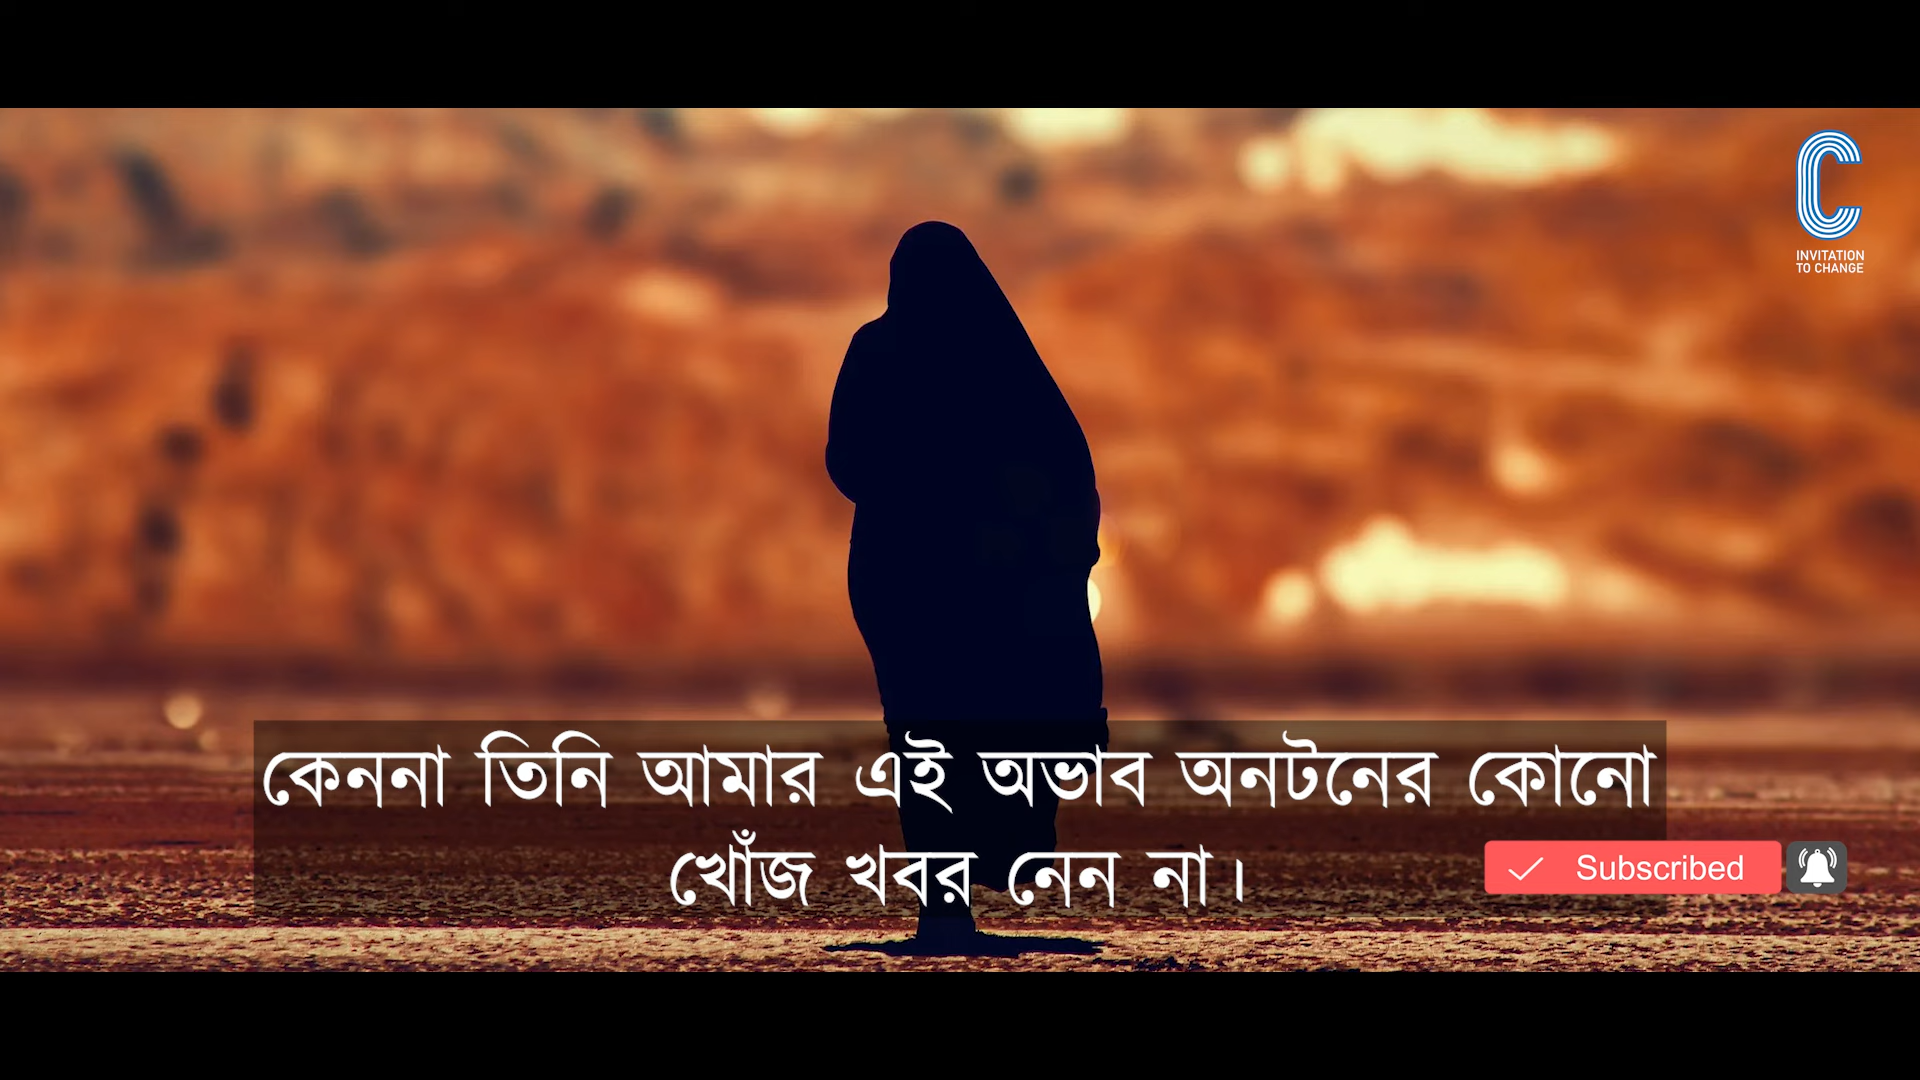 INVITATION
TO CHANGE
কেননা তিনি আমার এই অভাব অনটনের কোনো
খোঁজ খবর নেন না।
Subscribed